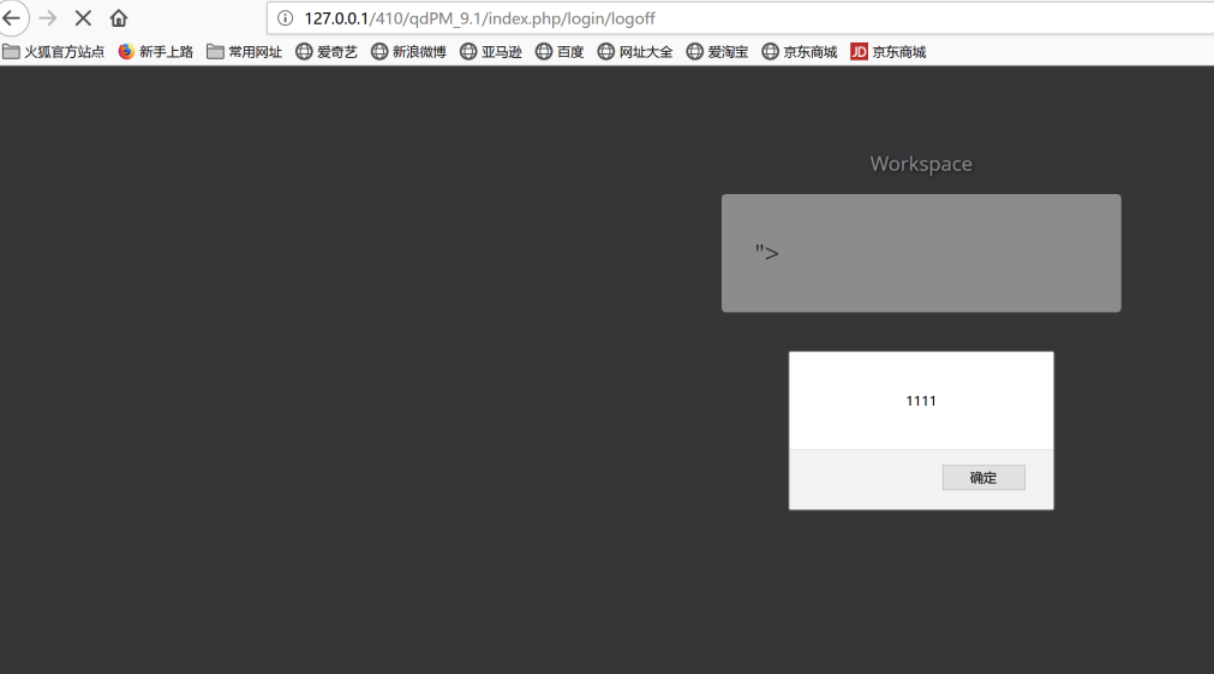 127.0.0.1/410/qdPM_9.1/index.php/login/logoff
火狐官方站点 新手上路 常用网址 爱奇艺 新浪微博 亚马逊 百度 网址大全 爱淘宝 京东商城 JD 京东商城
Workspace
">
1111
确定